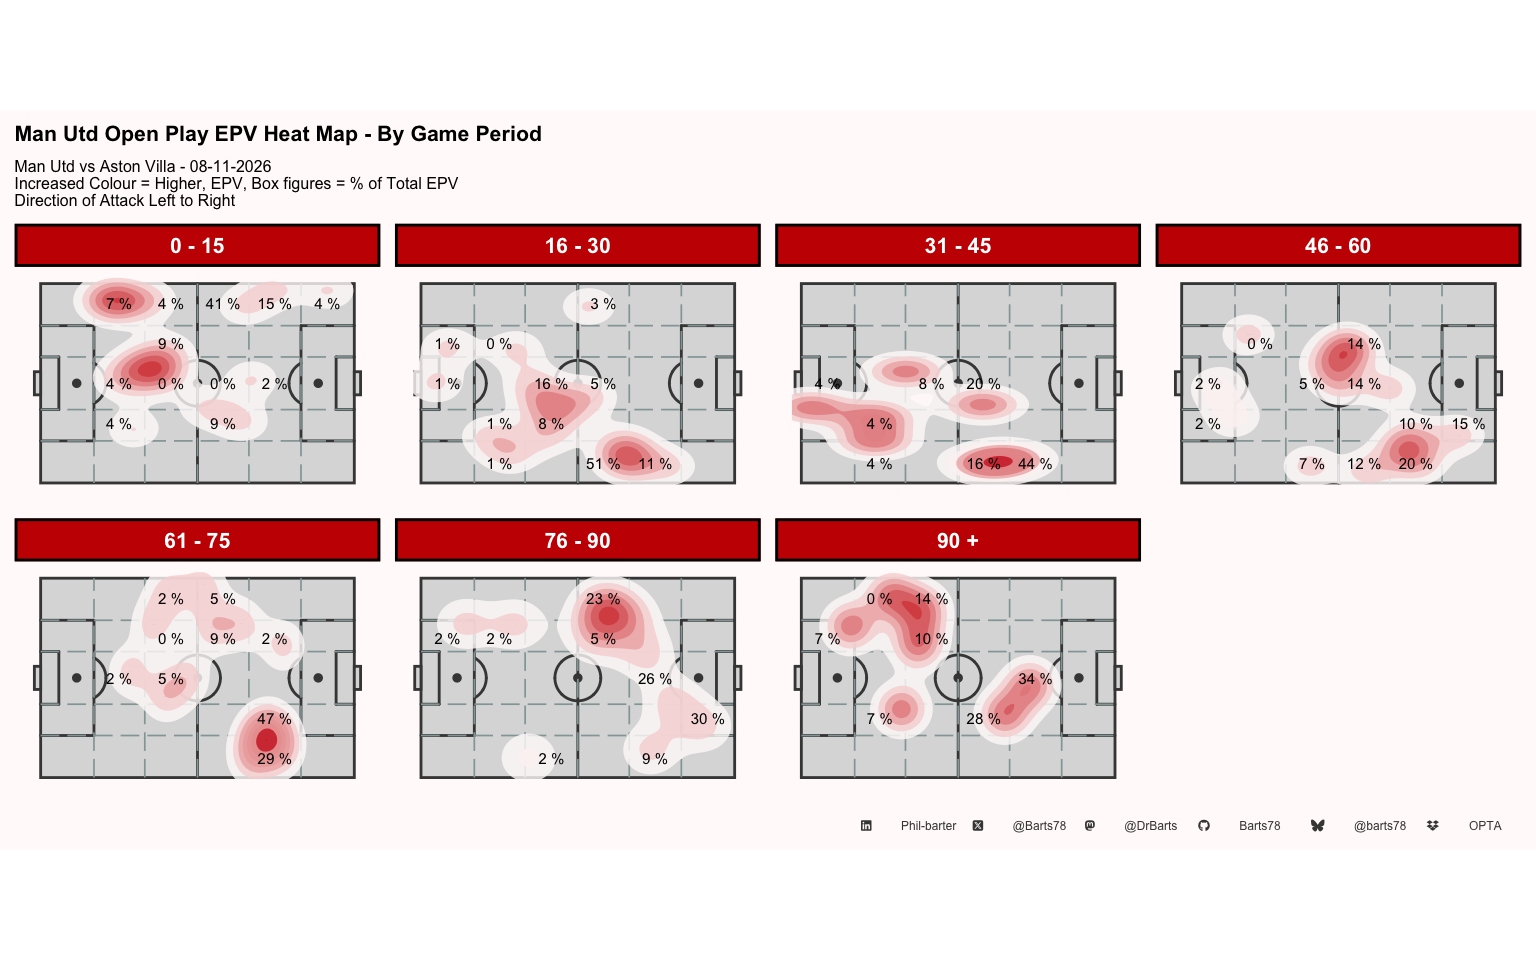 Man Utd Open Play EPV Heat Map - By Game Period
Man Utd vs Aston Villa - 08-11-2026
Increased Colour = Higher, EPV, Box figures = % of Total EPV
Direction of Attack Left to Right
0 - 15
16 - 30
31 - 45
46 - 60
7 % 4 % 41 % 15 % 4 %
9 %
4 % 0 % 0 % 2 %
4 % 9 %
3 %
1 % 0 %
1 % 16 % 5 %
1 % 8 %
1 % 51 % 11 %
4 % 8 % 20 %
4 %
4 % 16 % 44 %
0 % 14 %
2 % 5 % 14 %
2 % 10 % 15 %
7 % 12 % 20 %
61 - 75
76 - 90
90 +
2 % 5 %
0 % 9 % 2 %
2 % 5 %
47 %
29 %
23 %
2 % 2 % 5 %
26 %
30 %
2 % 9 %
0 % 14 %
7 % 10 %
34 %
7 % 28 %
Phil-barter @Barts78 @DrBarts Barts78 @barts78 OPTA